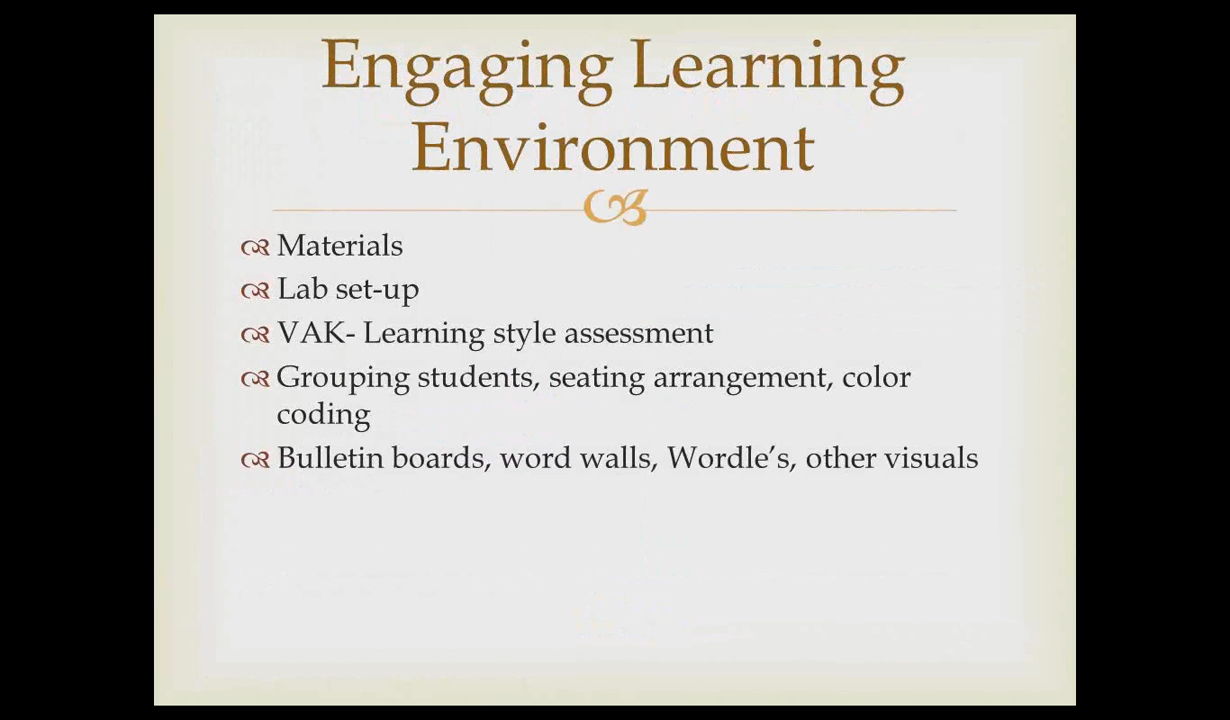 Engaging Learning
Environment
Materials
Lab set-up
VAK- Learning style assessment
Grouping students, seating arrangement, color
coding
Bulletin boards, word walls, Wordle’s, other visuals